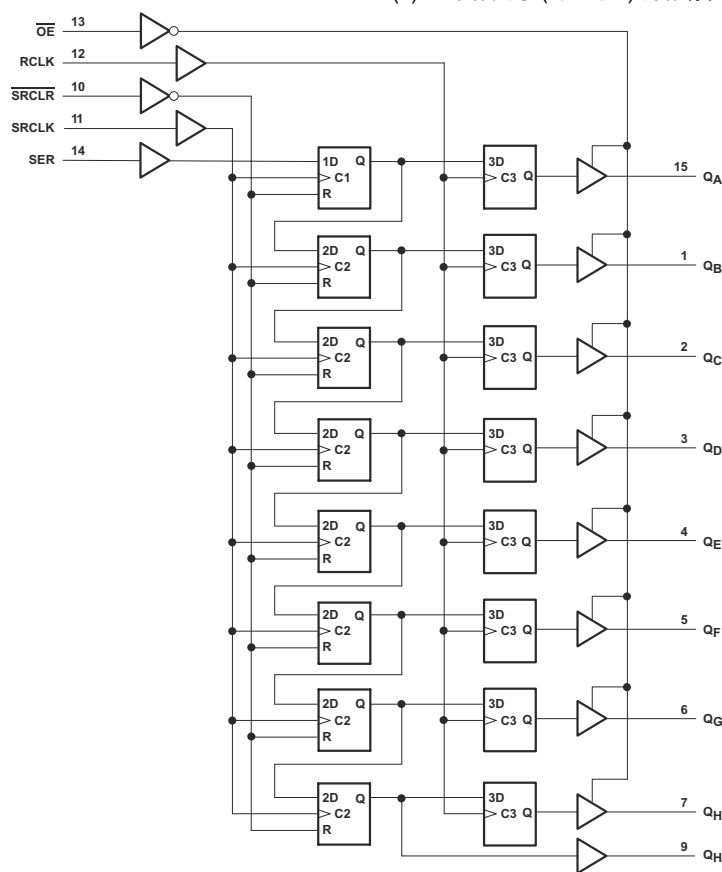 OE 13
RCLK 12
SRCLR 10
SRCLK 11
SER 14
1D Q
C1
R
3D
C3 Q
15 QA
2D Q
C2
R
3D
C3 Q
1 QB
2D Q
C2
R
3D
C3 Q
2 QC
2D Q
C2
R
3D
C3 Q
3 QD
2D Q
C2
R
3D
C3 Q
4 QE
2D Q
C2
R
3D
C3 Q
5 QF
2D Q
C2
R
3D
C3 Q
6 QG
2D Q
C2
R
3D
C3 Q
7 QH
9 QH